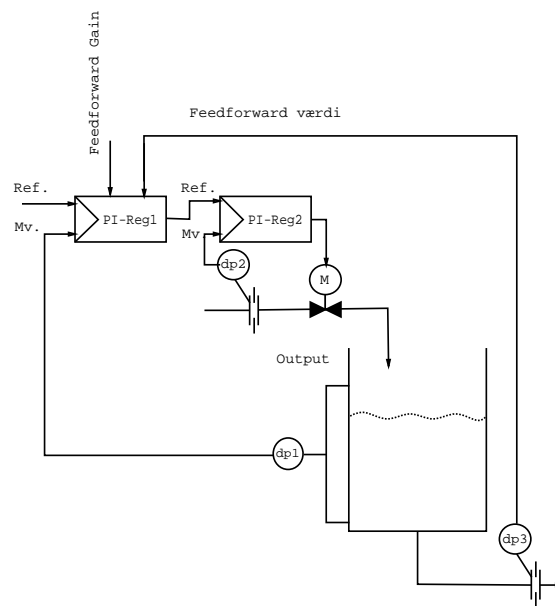 Feedforward Gain
Feedforward værdi
Ref.
Ref.
PI-Reg1
PI-Reg2
Mv.
Mv.
dp2
M
Output
dp1
dp3